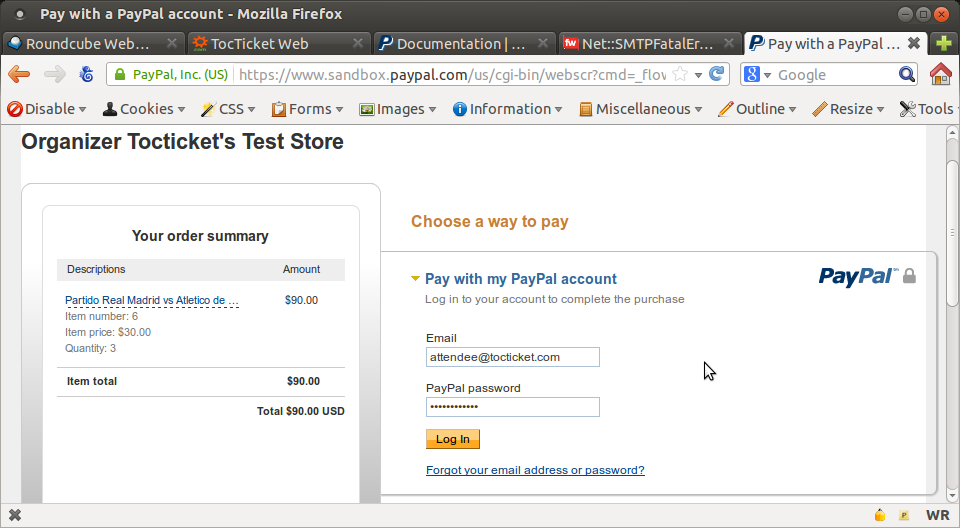 Pay with a PayPal account - Mozilla Firefox
Roundcube Web… TocTicket Web Documentation | … Net::SMTPFatalEr… Pay with a PayPal …
PayPal, Inc. (US) https://www.sandbox.paypal.com/us/cgi-bin/webscr?cmd=_flow Google
Disable Cookies CSS Forms Images Information Miscellaneous Outline Resize Tools
Organizer Tocticket's Test Store
Your order summary
Descriptions Amount
Partido Real Madrid vs Atletico de ... $90.00
Item number: 6
Item price: $30.00
Quantity: 3
Item total $90.00
Total $90.00 USD
Choose a way to pay
Pay with my PayPal account
PayPal
Log in to your account to complete the purchase
Email
attendee@tocticket.com
PayPal password
••••••••••••
Log In
Forgot your email address or password?
WR